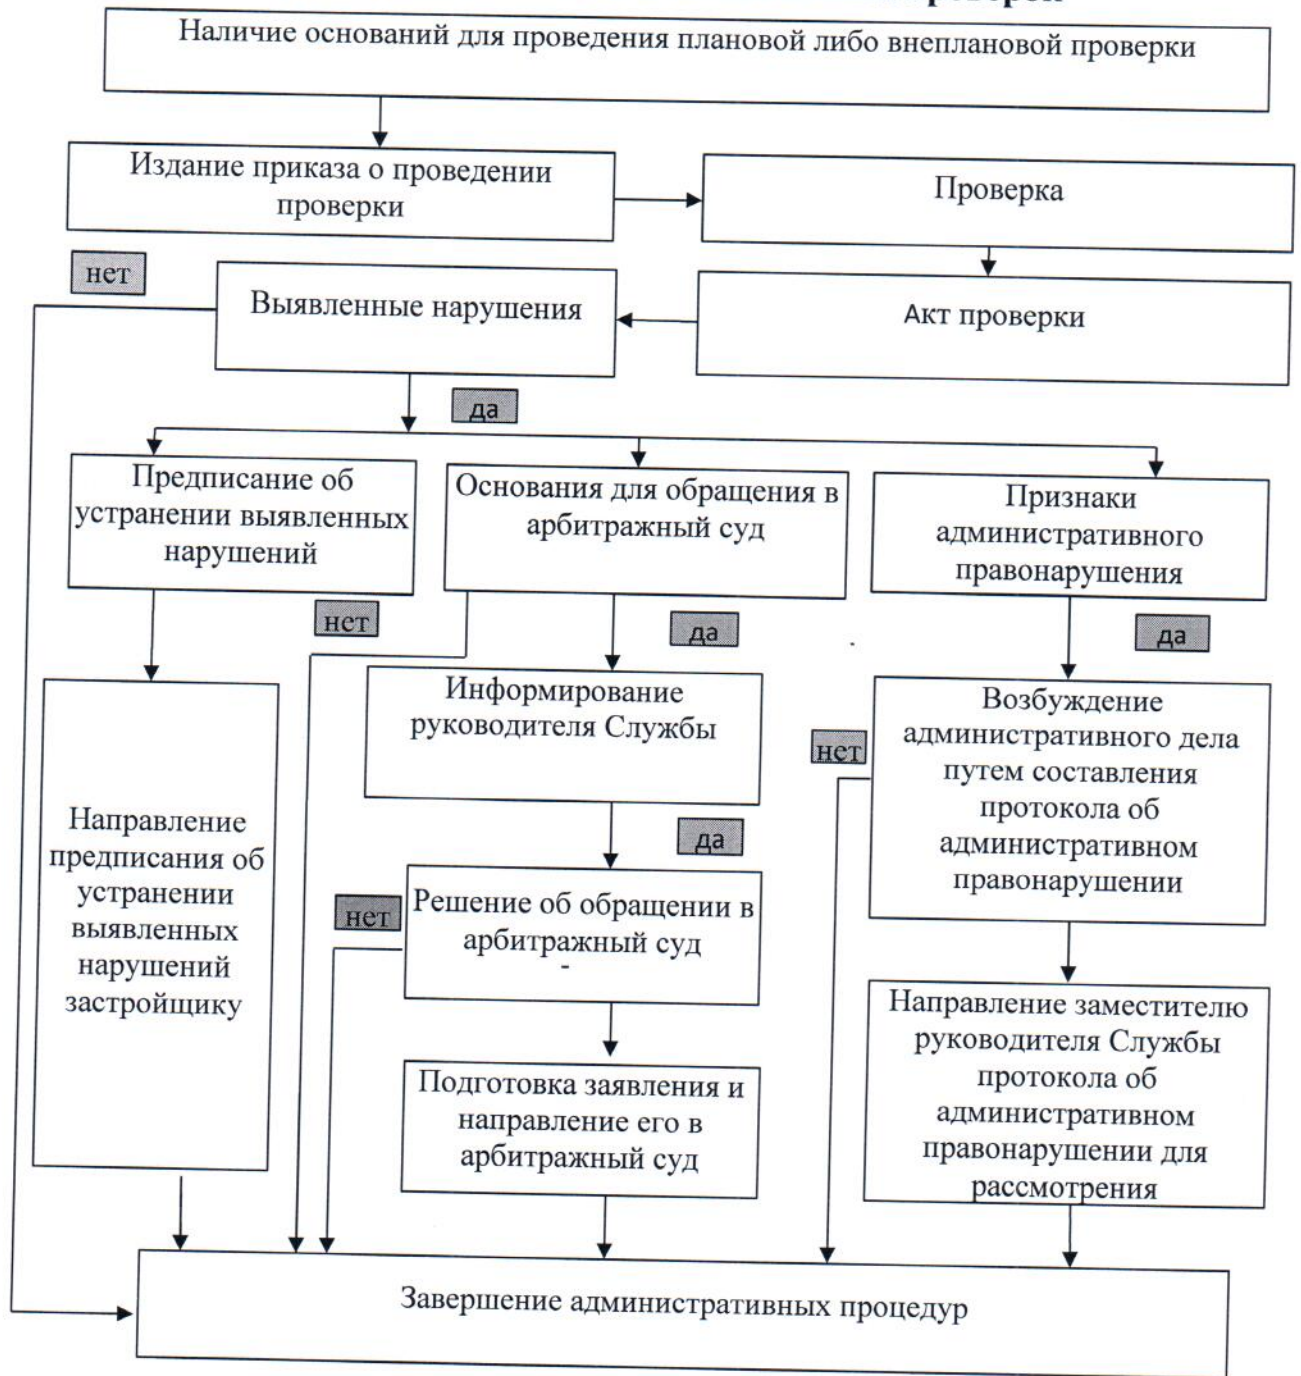 Наличие оснований для проведения плановой либо внеплановой проверки
Издание приказа о проведении
проверки
Проверка
нет
Выявленные нарушения
Акт проверки
да
Предписание об
устранении выявленных
нарушений
Основания для обращения в
арбитражный суд
Признаки
административного
правонарушения
нет
да
да
Информирование
руководителя Службы
Возбуждение
административного дела
путем составления
протокола об
административном
правонарушении
нет
Направление
предписания об
устранении
выявленных
нарушений
застройщику
да
нет
Решение об обращении в
арбитражный суд
-
Направление заместителю
руководителя Службы
протокола об
административном
правонарушении для
рассмотрения
Подготовка заявления и
направление его в
арбитражный суд
Завершение административных процедур